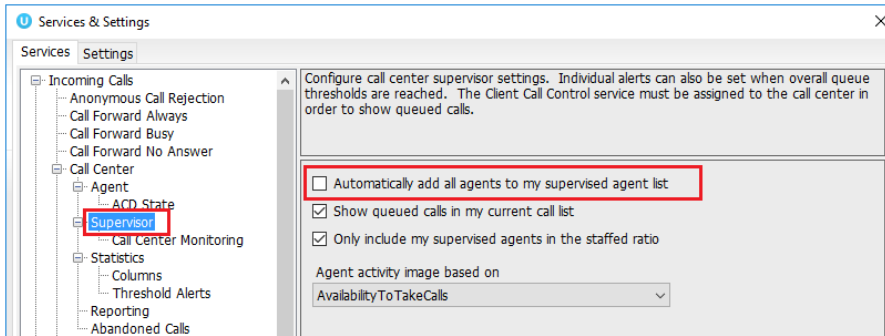 U Services & Settings
Services Settings
Incoming Calls
Anonymous Call Rejection
Call Forward Always
Call Forward Busy
Call Forward No Answer
Call Center
Agent
ACD State
Supervisor
Call Center Monitoring
Statistics
Columns
Threshold Alerts
Reporting
Abandoned Calls
Configure call center supervisor settings. Individual alerts can also be set when overall queue
thresholds are reached. The Client Call Control service must be assigned to the call center in
order to show queued calls.
Automatically add all agents to my supervised agent list
Show queued calls in my current call list
Only include my supervised agents in the staffed ratio
Agent activity image based on
AvailabilityToTakeCalls